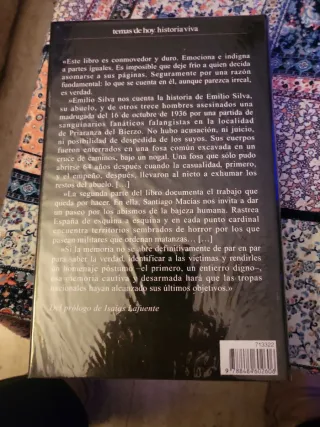 temas de hoy. historia viva
«Este libro es conmovedor y duro. Emociona e indigna
a partes iguales. Es imposible que deje frío a quien decida
asomarse a sus páginas. Seguramente por una razón
fundamental: lo que se cuenta en él, aunque parezca irreal,
es verdad.
»Emilio Silva nos cuenta la historia de Emilio Silva,
su abuelo, y de otros trece hombres asesinados una
madrugada del 16 de octubre de 1936 por una partida de
sanguinarios fanáticos falangistas en la localidad
de Priaranza del Bierzo. No hubo acusación, ni juicio,
ni posibilidad de despedida de los suyos. Sus cuerpos
fueron enterrados en una fosa común excavada en un
cruce de caminos, bajo un nogal. Una fosa que sólo pudo
abrirse 64 años después cuando la casualidad, primero,
y el empeño, después, llevaron al nieto a exhumar los
restos del abuelo. [...]
»La segunda parte del libro documenta el trabajo que
queda por hacer. En ella, Santiago Macías nos invita a dar
un paseo por los abismos de la bajeza humana. Rastrea
España de esquina a esquina y en cada punto cardinal
encuentra territorios sembrados de horror por los que
pasean militares que ordenan matanzas... [...]
»Si la memoria no se abre definitivamente de par en par
para saber la verdad, identificar a las víctimas y rendirles
un homenaje póstumo –el primero, un entierro digno–,
su memoria cautiva y desarmada hará que las tropas
nacionales hayan alcanzado sus últimos objetivos.»
Del prólogo de Isaías Lafuente
713322